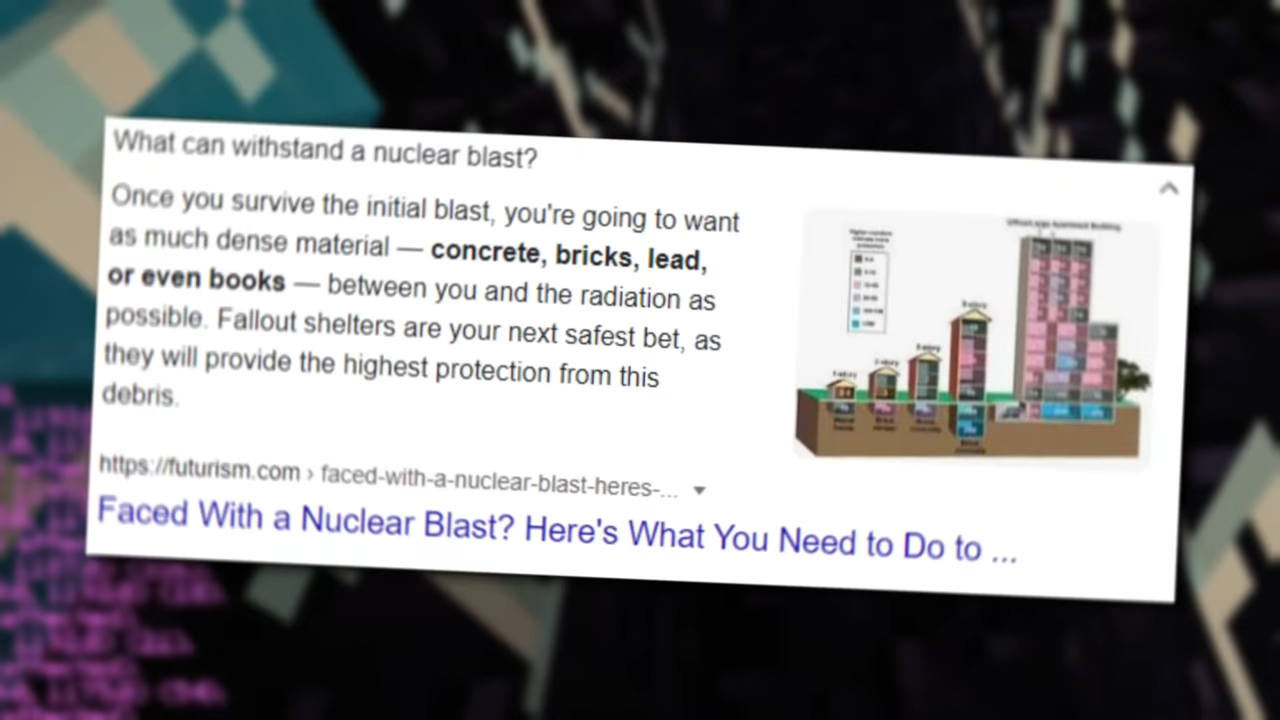 What can withstand a nuclear blast?
Once you survive the initial blast, you're going to want
as much dense material — concrete, bricks, lead,
or even books — between you and the radiation as
possible. Fallout shelters are your next safest bet, as
they will provide the highest protection from this
debris.
https://futurism.com › faced-with-a-nuclear-blast-heres-...
Faced With a Nuclear Blast? Here's What You Need to Do to ...